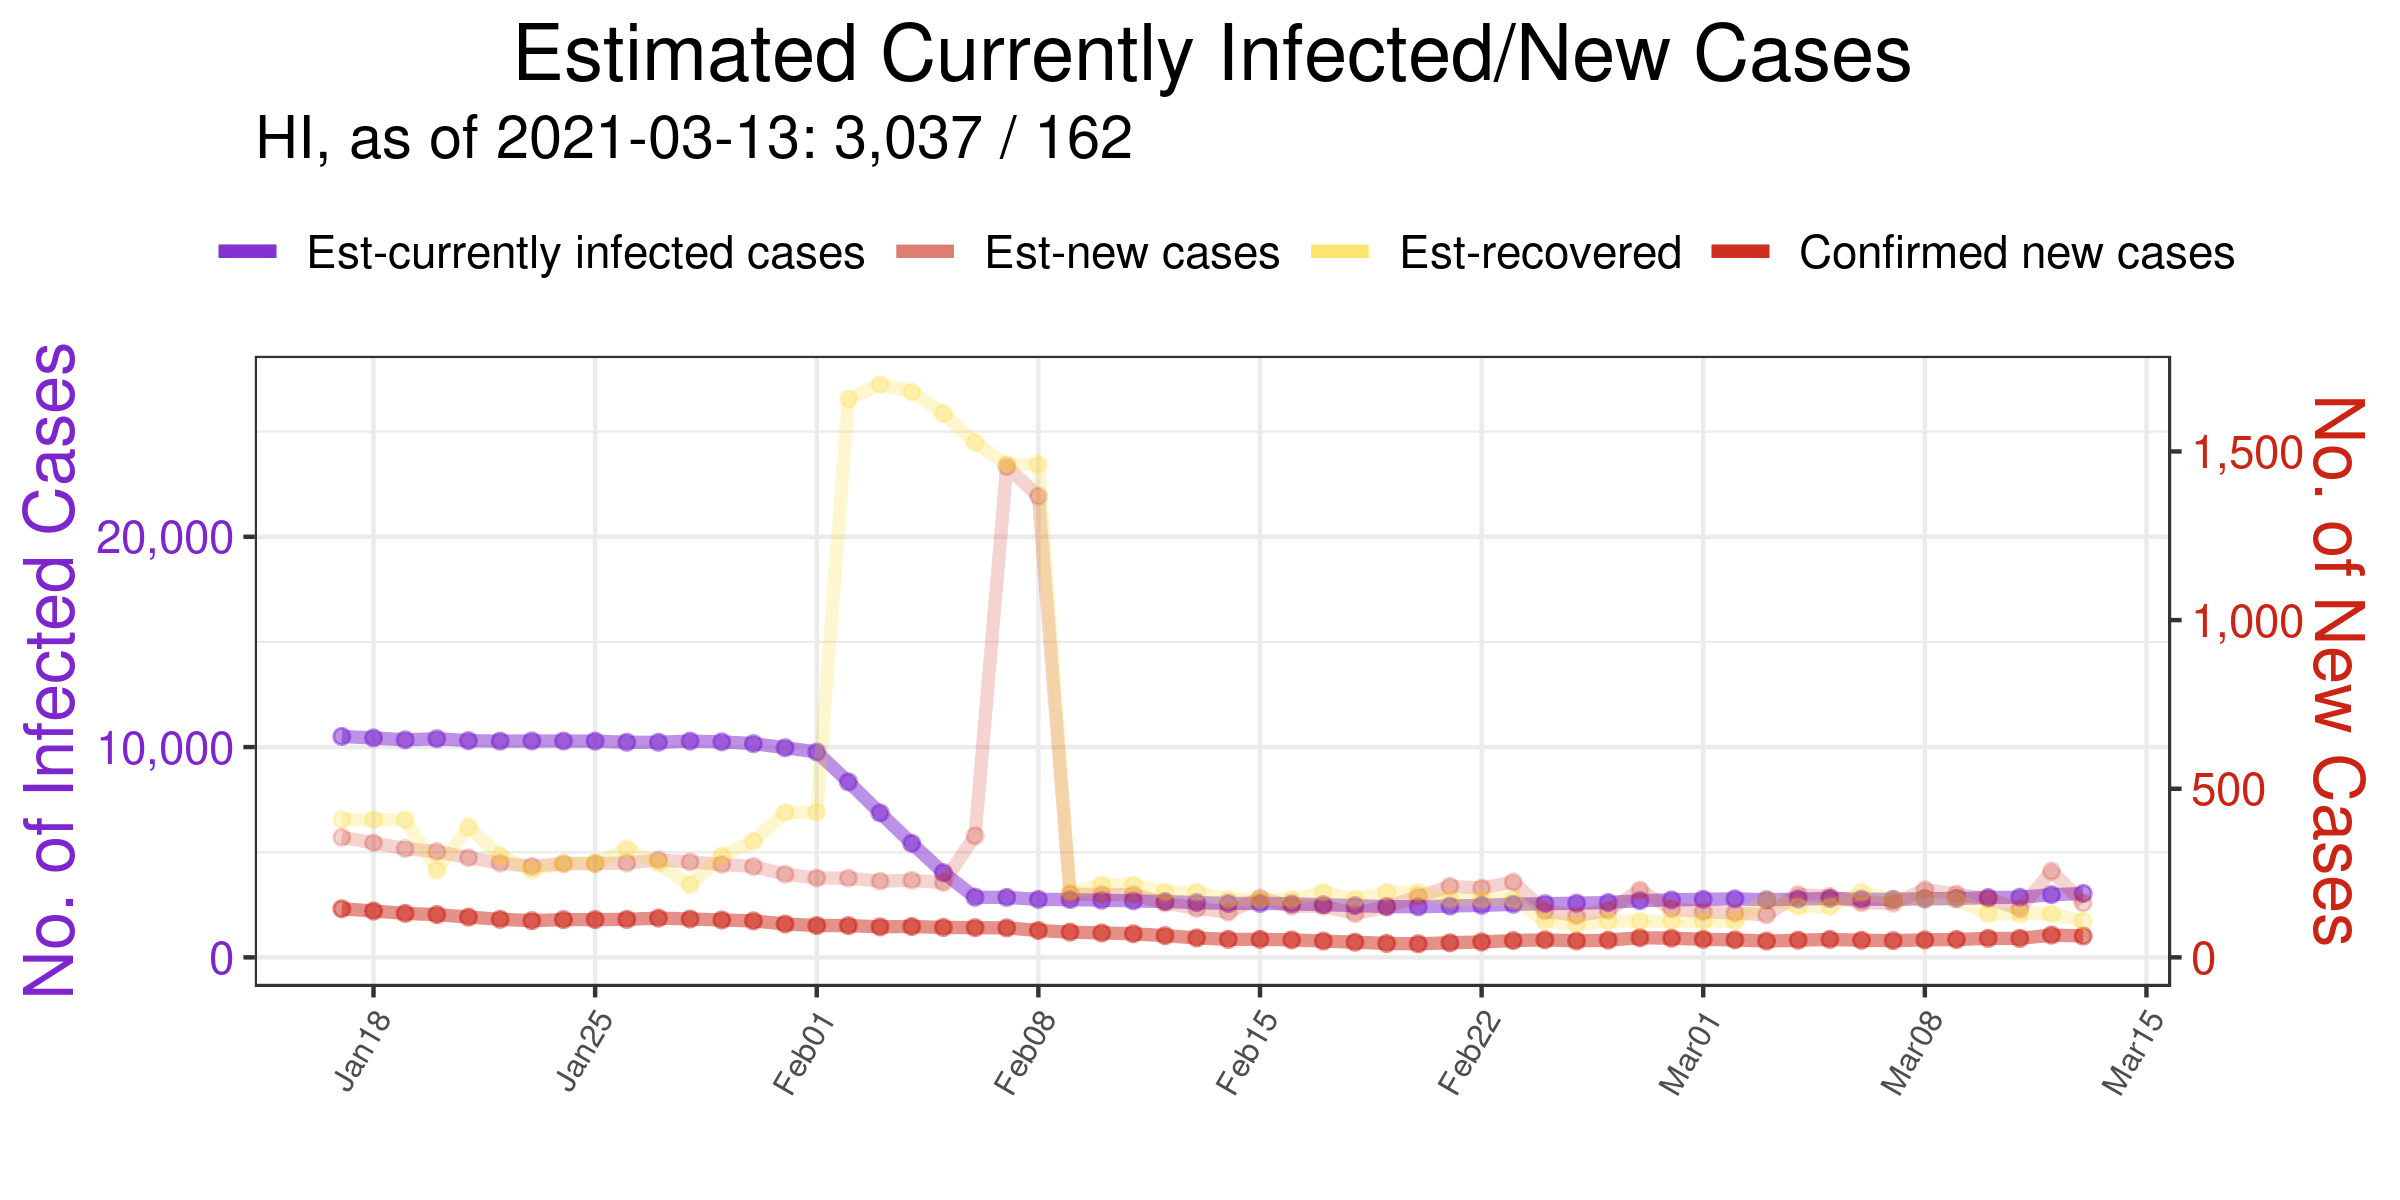 Estimated Currently Infected/New Cases
HI, as of 2021-03-13: 3,037 / 162
Est-currently infected cases Est-new cases Est-recovered Confirmed new cases
No. of Infected Cases
20,000
10,000
0
1,500
1,000
500
0
No. of New Cases
Jan18 Jan25 Feb01 Feb08 Feb15 Feb22 Mar01 Mar08 Mar15